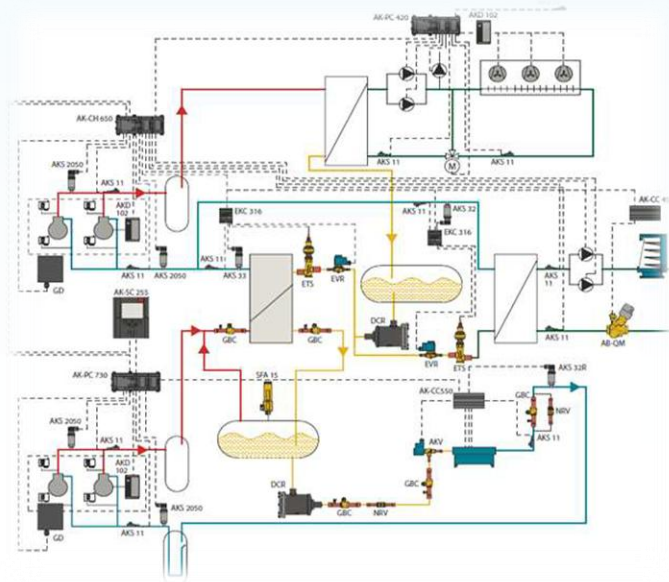 AK-PC 420
AKD 102
AK-CH 650
AKS 2050
AKS 11
AKD
102
AKS 11
AKS 11
M
AKS 11
AKS 32
EKC 316
EKC 316
AK-CC
GD
AKS 11
AKS 2050
AKS 11
AKS 33
ETS
EVR
AKS
11
AK-SC 255
GBC
GBC
DCR
EVR
ETS
AKS 11
AB-QM
AK-PC 730
SFA 15
AKS 32R
AK-CC550
GBC
NRV
AKS 2050
AKS 11
AKD
102
AKV
AKS 11
DCR
GBC
AKS 2050
GBC
NRV
GD
AKS 11